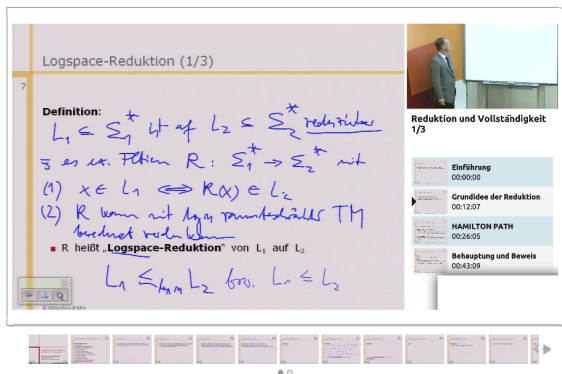 Logspace-Reduktion (1/3)
7
Definition:
L₁ ⊆ Σ₁* ist auf L₂ ⊆ Σ₂* reduzierbar
es ex. Fktion R : Σ₁* → Σ₂* mit
(1) x ∈ L₁ ⟺ R(x) ∈ L₂
(2) R kann mit log n raumbeschränkter TM
berechnet werden
R heißt „Logspace-Reduktion" von L₁ auf L₂
L₁ ≤log n L₂ bzw. L₁ ≤ L₂
Komplexitäts
Reduktion und Vollständigkeit
1/3
Einführung
00:00:00
Grundidee der Reduktion
00:12:07
HAMILTON PATH
00:26:05
Behauptung und Beweis
00:43:09